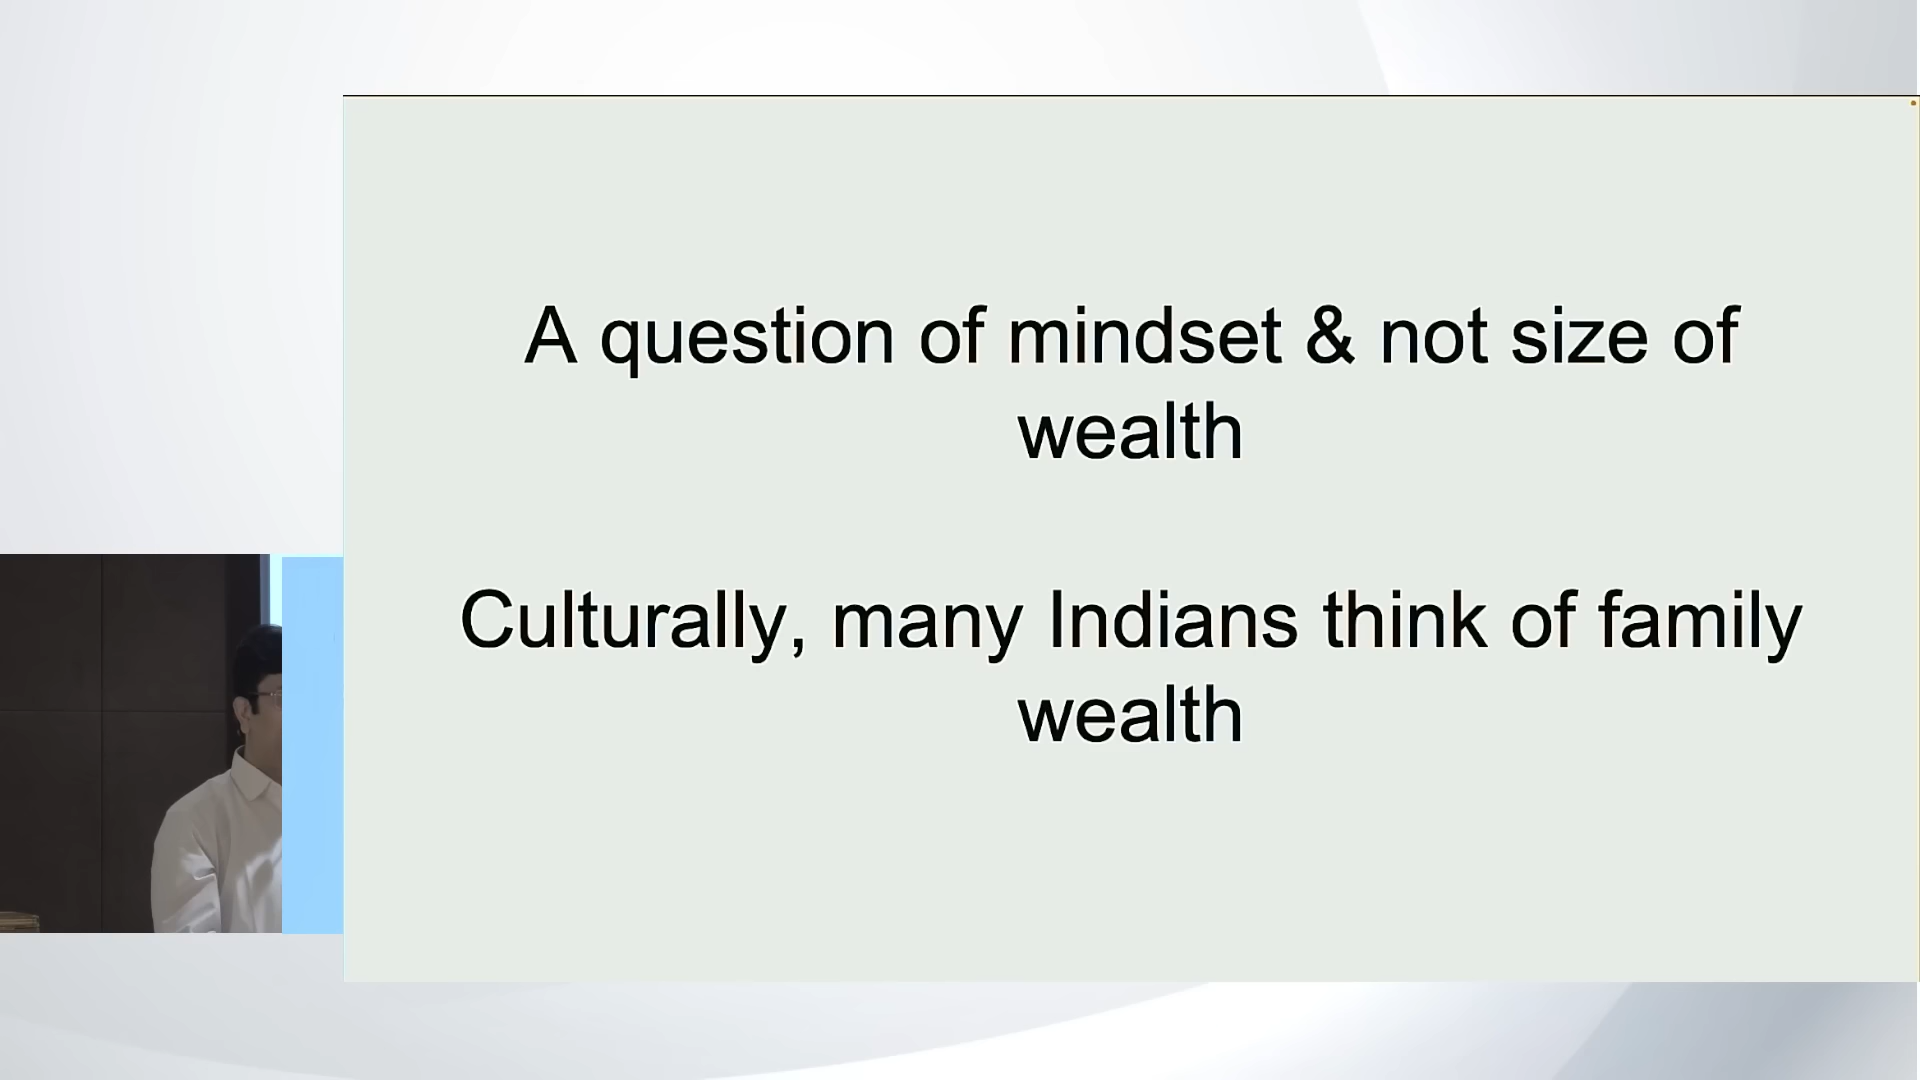 A question of mindset & not size of
wealth
Culturally, many Indians think of family
wealth